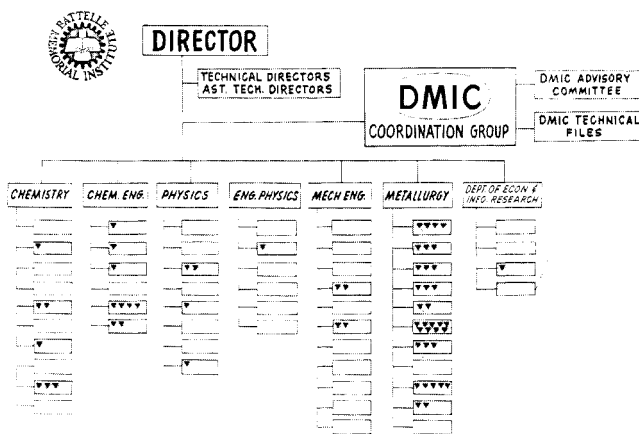 BATTELLE MEMORIAL INSTITUTE
DIRECTOR
TECHNICAL DIRECTORS
AST. TECH. DIRECTORS
DMIC
COORDINATION GROUP
DMIC ADVISORY
COMMITTEE
DMIC TECHNICAL
FILES
CHEMISTRY
CHEM. ENG.
PHYSICS
ENG. PHYSICS
MECH ENG.
METALLURGY
DEPT. OF ECON &
INFO. RESEARCH